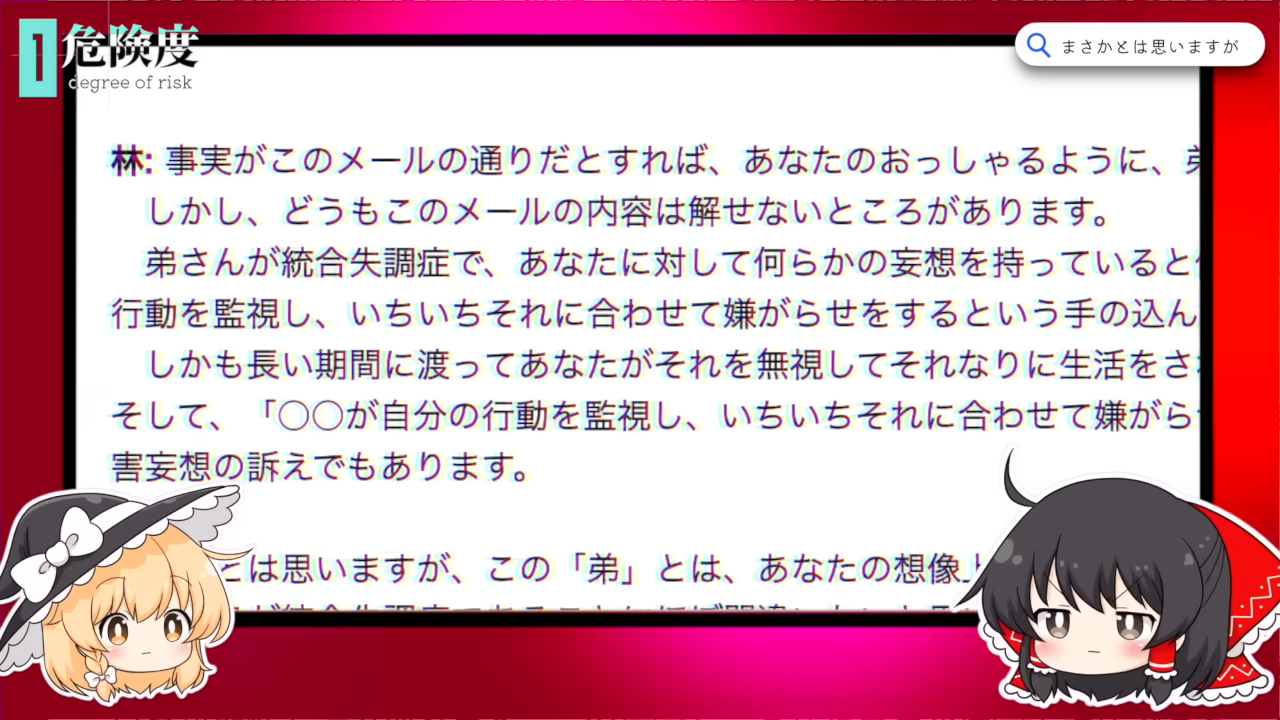 1 危険度
degree of risk
まさかとは思いますが
林: 事実がこのメールの通りだとすれば、あなたのおっしゃるように、弟
しかし、どうもこのメールの内容は解せないところがあります。
弟さんが統合失調症で、あなたに対して何らかの妄想を持っていると
行動を監視し、いちいちそれに合わせて嫌がらせをするという手の込ん
しかも長い期間に渡ってあなたがそれを無視してそれなりに生活をさ
そして、「○○が自分の行動を監視し、いちいちそれに合わせて嫌がら
害妄想の訴えでもあります。
とは思いますが、この「弟」とは、あなたの想像上